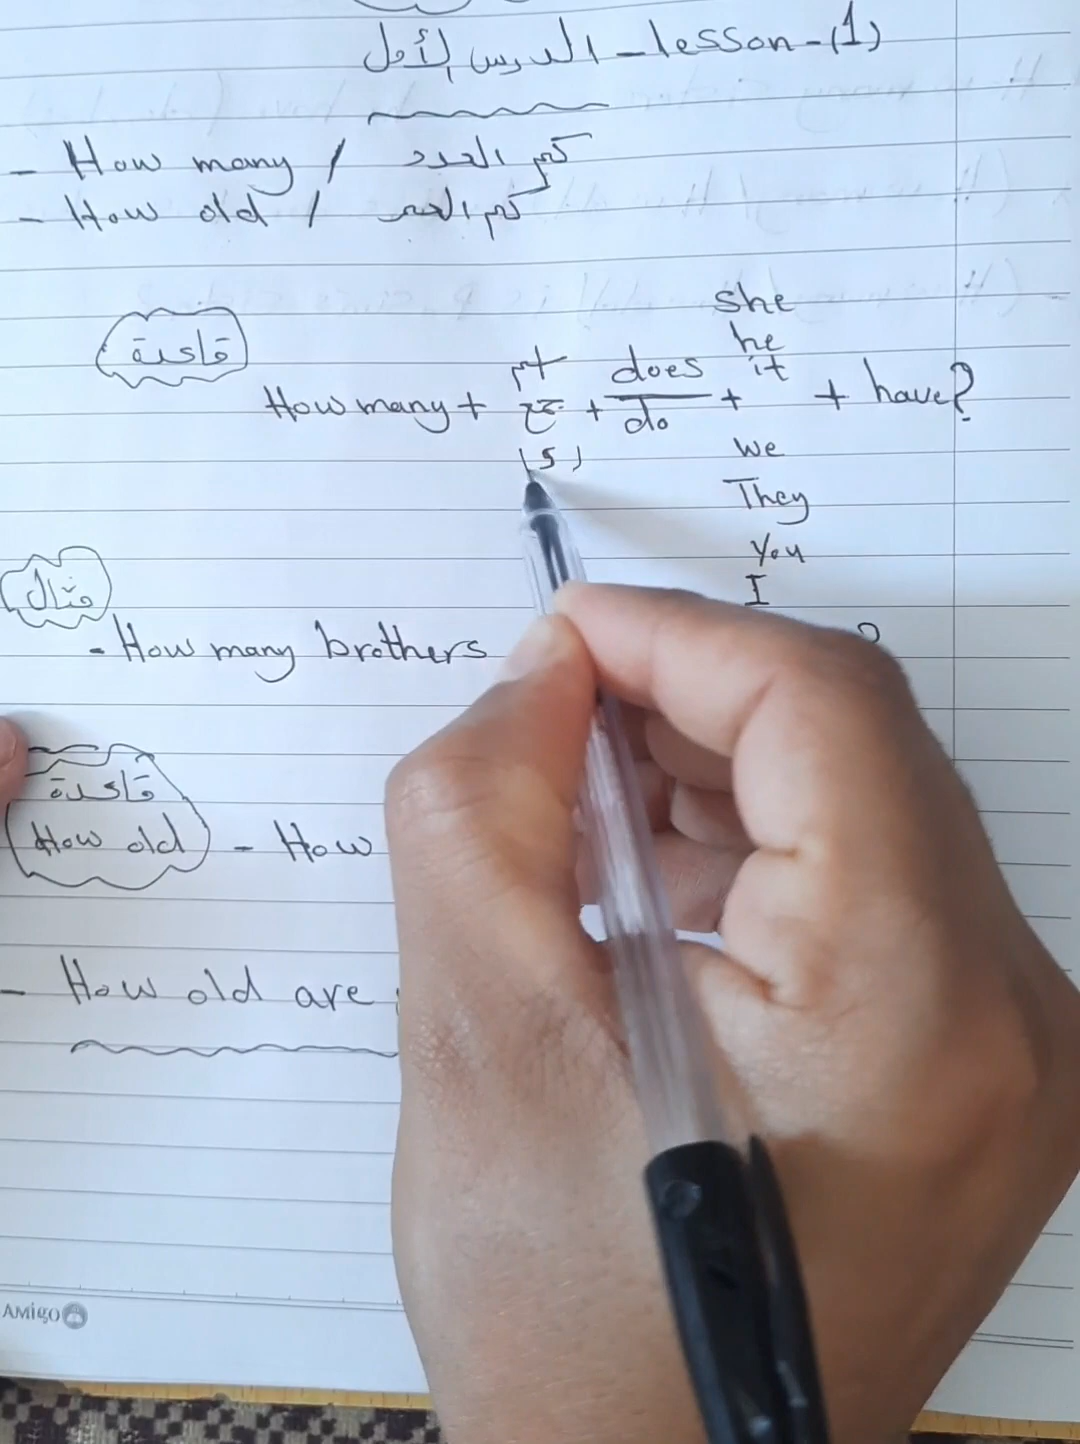 الدرس الأول - lesson - (1)
- How many / كم العدد
- How old / كم العمر
قاعدة
she
he
it
How many + اسم جمع (s) + does / do + + have?
we
They
you
I
مثال
- How many brothers ?
قاعدة
How old - How
- How old are
AMiGO